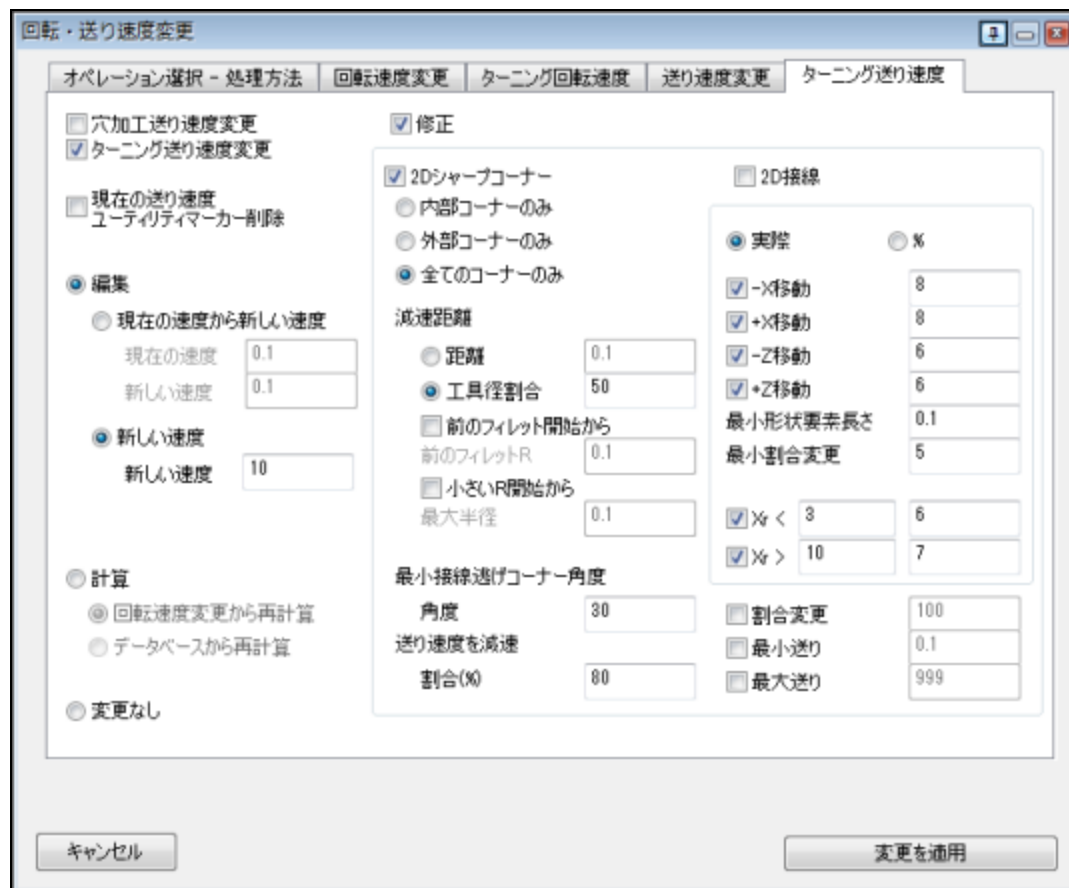 回転・送り速度変更
オペレーション選択 - 処理方法 回転速度変更 ターニング回転速度 送り速度変更 ターニング送り速度
穴加工送り速度変更
ターニング送り速度変更
現在の送り速度
ユーティリティマーカー削除
編集
現在の速度から新しい速度
現在の速度 0.1
新しい速度 0.1
新しい速度
新しい速度 10
計算
回転速度変更から再計算
データベースから再計算
変更なし
修正
2Dシャープコーナー
内部コーナーのみ
外部コーナーのみ
全てのコーナーのみ
減速距離
距離 0.1
工具径割合 50
前のフィレット開始から
前のフィレットR 0.1
小さいR開始から
最大半径 0.1
最小接線逃げコーナー角度
角度 30
送り速度を減速
割合(%) 80
2D接線
実際 %
-X移動 8
+X移動 8
-Z移動 6
+Z移動 6
最小形状要素長さ 0.1
最小割合変更 5
Xr < 3 6
Xr > 10 7
割合変更 100
最小送り 0.1
最大送り 999
キャンセル 変更を適用